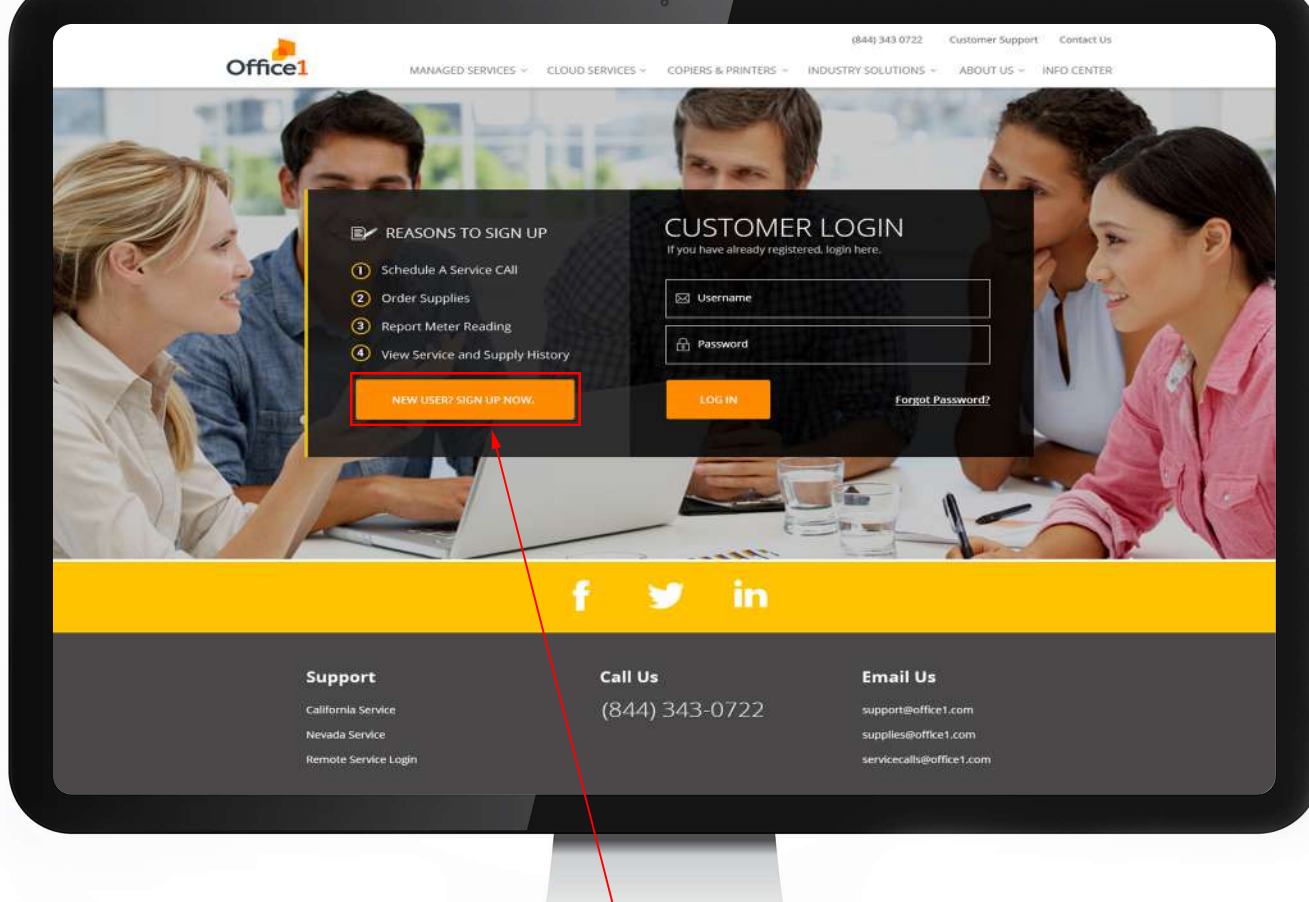 (844) 343 0722 Customer Support Contact Us
Office1
MANAGED SERVICES CLOUD SERVICES COPIERS & PRINTERS INDUSTRY SOLUTIONS ABOUT US INFO CENTER
REASONS TO SIGN UP
1 Schedule A Service CAll
2 Order Supplies
3 Report Meter Reading
4 View Service and Supply History
NEW USER? SIGN UP NOW.
CUSTOMER LOGIN
If you have already registered, login here.
Username
Password
LOG IN Forgot Password?
f in
Support
California Service
Nevada Service
Remote Service Login
Call Us
(844) 343-0722
Email Us
support@office1.com
supplies@office1.com
servicecalls@office1.com